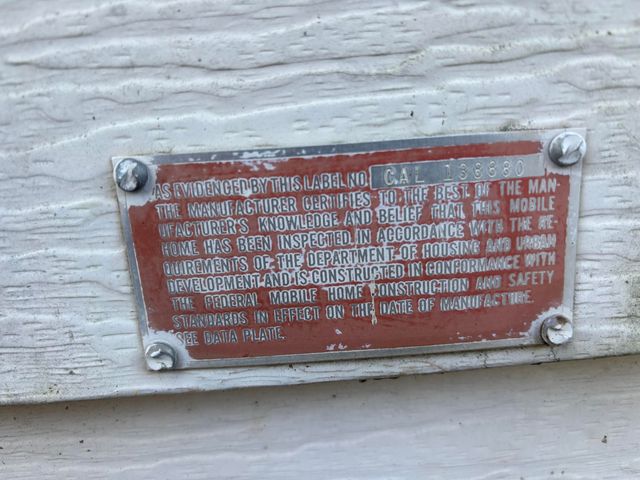 AS EVIDENCED BY THIS LABEL NO. CAL 138880
THE MANUFACTURER CERTIFIES TO THE BEST OF THE MAN-
UFACTURER'S KNOWLEDGE AND BELIEF THAT THIS MOBILE
HOME HAS BEEN INSPECTED IN ACCORDANCE WITH THE RE-
QUIREMENTS OF THE DEPARTMENT OF HOUSING AND URBAN
DEVELOPMENT AND IS CONSTRUCTED IN CONFORMANCE WITH
THE FEDERAL MOBILE HOME CONSTRUCTION AND SAFETY
STANDARDS IN EFFECT ON THE DATE OF MANUFACTURE.
SEE DATA PLATE.